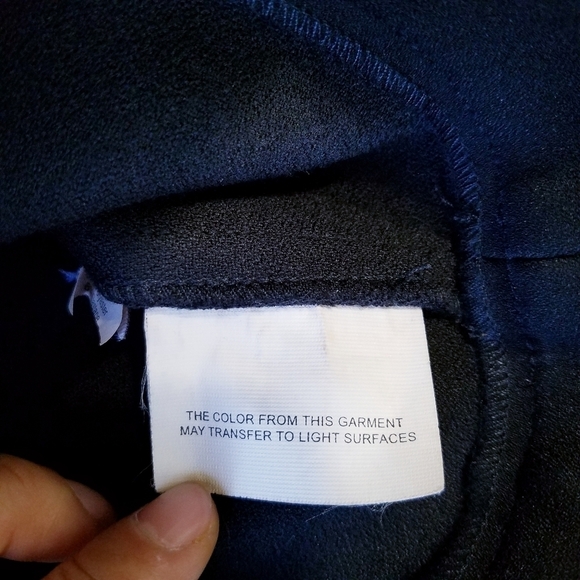 THE COLOR FROM THIS GARMENT
MAY TRANSFER TO LIGHT SURFACES